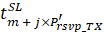 t^{SL}_{m + j × P'_{rsvp_TX}}